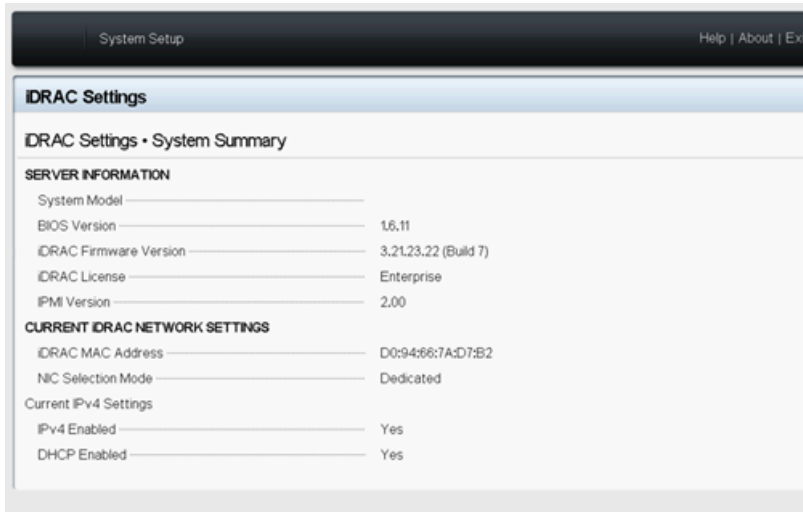 System Setup
Help | About | Ex
iDRAC Settings
iDRAC Settings • System Summary
SERVER INFORMATION
System Model
BIOS Version 1.6.11
iDRAC Firmware Version 3.21.23.22 (Build 7)
iDRAC License Enterprise
IPMI Version 2.00
CURRENT iDRAC NETWORK SETTINGS
iDRAC MAC Address D0:94:66:7A:D7:B2
NIC Selection Mode Dedicated
Current IPv4 Settings
IPv4 Enabled Yes
DHCP Enabled Yes